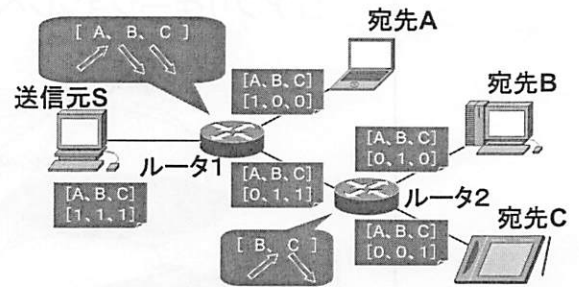 [ A、B、C ]
宛先A
送信元S
[A、B、C]
[1、0、0]
宛先B
ルータ1
[A、B、C]
[0、1、0]
[A、B、C]
[1、1、1]
[A、B、C]
[0、1、1]
ルータ2
宛先C
[ B、C ]
[A、B、C]
[0、0、1]